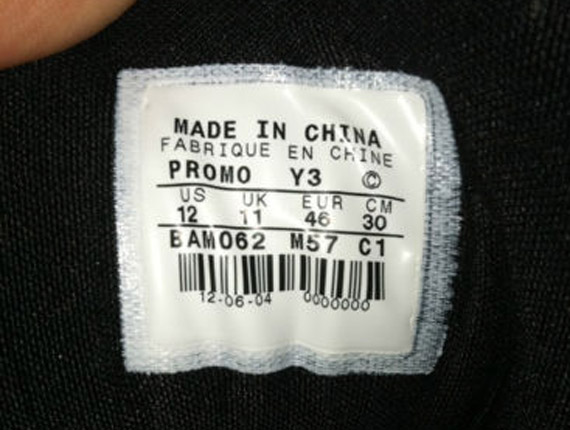 MADE IN CHINA
FABRIQUE EN CHINE
PROMO Y3 ©
US UK EUR CM
12 11 46 30
BAM062 M57 C1
12-06-04 0000000